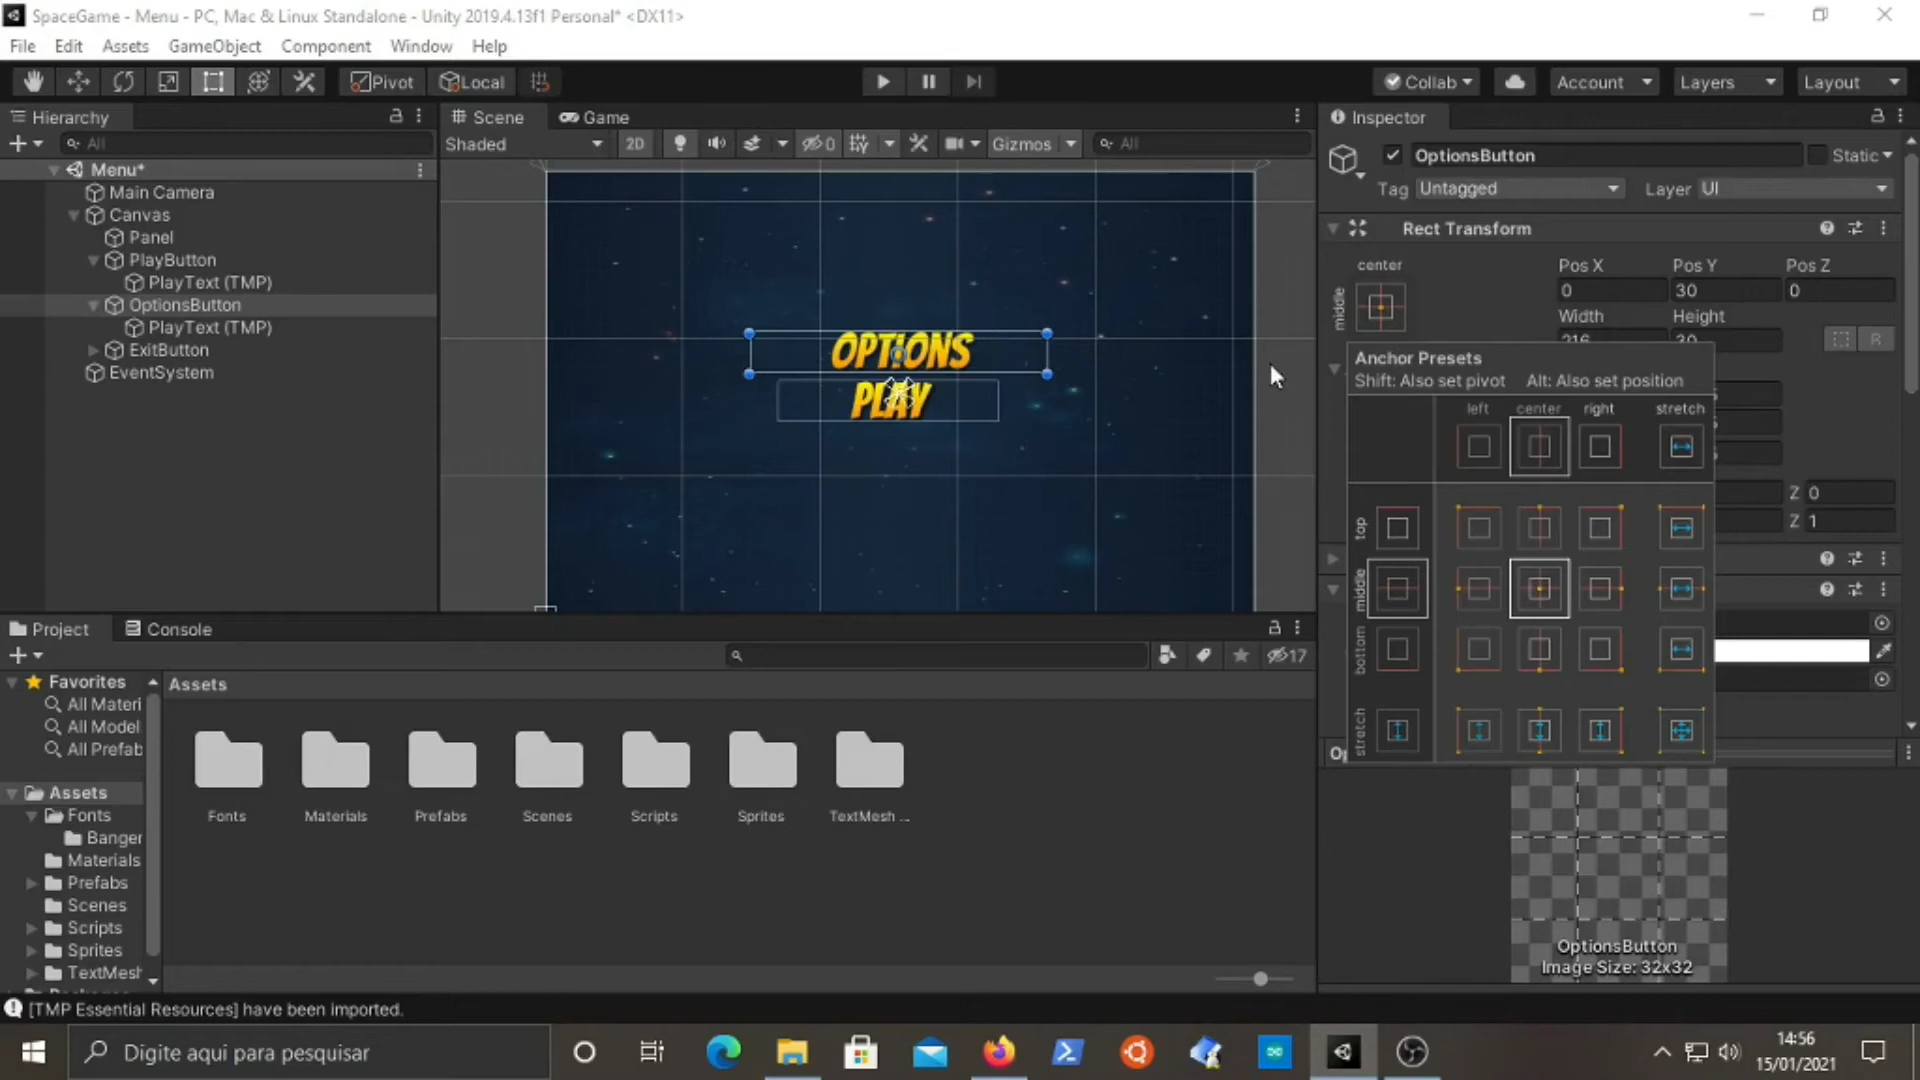 SpaceGame - Menu - PC, Mac & Linux Standalone - Unity 2019.4.13f1 Personal* <DX11>
File Edit Assets GameObject Component Window Help
Pivot Local Collab Account Layers Layout
Hierarchy
All
Menu*
Main Camera
Canvas
Panel
PlayButton
PlayText (TMP)
OptionsButton
PlayText (TMP)
ExitButton
EventSystem
Scene Game
Shaded 2D 0 Gizmos All
OPTIONS
PLAY
Inspector
OptionsButton Static
Tag Untagged Layer UI
Rect Transform
center Pos X Pos Y Pos Z
middle 0 30 0
Width Height
216 30 R
Anchor Presets
Shift: Also set pivot Alt: Also set position
left center right stretch
top
middle
bottom
stretch
Z 0
Z 1
OptionsButton
Image Size: 32x32
Project Console
17
Favorites
All Materi
All Model
All Prefab
Assets
Fonts
Banger
Materials
Prefabs
Scenes
Scripts
Sprites
TextMesh
Assets
Fonts Materials Prefabs Scenes Scripts Sprites TextMesh ...
[TMP Essential Resources] have been imported.
Digite aqui para pesquisar
14:56
15/01/2021